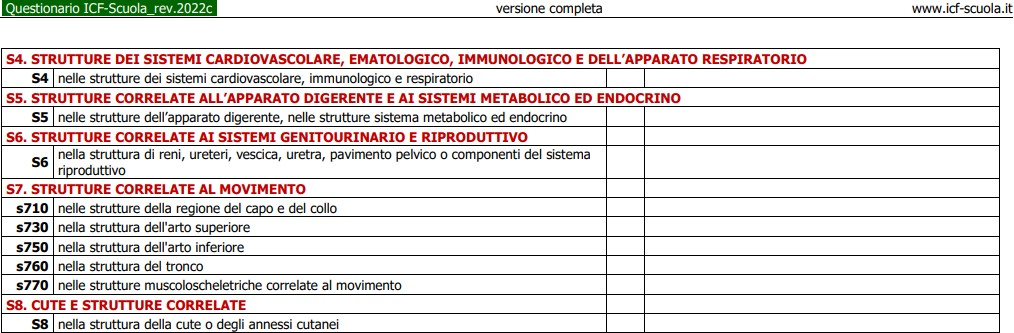 Questionario ICF-Scuola_rev.2022c versione completa www.icf-scuola.it
S4. STRUTTURE DEI SISTEMI CARDIOVASCOLARE, EMATOLOGICO, IMMUNOLOGICO E DELL’APPARATO RESPIRATORIO
S4 nelle strutture dei sistemi cardiovascolare, immunologico e respiratorio
S5. STRUTTURE CORRELATE ALL’APPARATO DIGERENTE E AI SISTEMI METABOLICO ED ENDOCRINO
S5 nelle strutture dell’apparato digerente, nelle strutture sistema metabolico ed endocrino
S6. STRUTTURE CORRELATE AI SISTEMI GENITOURINARIO E RIPRODUTTIVO
S6 nella struttura di reni, ureteri, vescica, uretra, pavimento pelvico o componenti del sistema
riproduttivo
S7. STRUTTURE CORRELATE AL MOVIMENTO
s710 nelle strutture della regione del capo e del collo
s730 nella struttura dell'arto superiore
s750 nella struttura dell'arto inferiore
s760 nella struttura del tronco
s770 nelle strutture muscoloscheletriche correlate al movimento
S8. CUTE E STRUTTURE CORRELATE
S8 nella struttura della cute o degli annessi cutanei